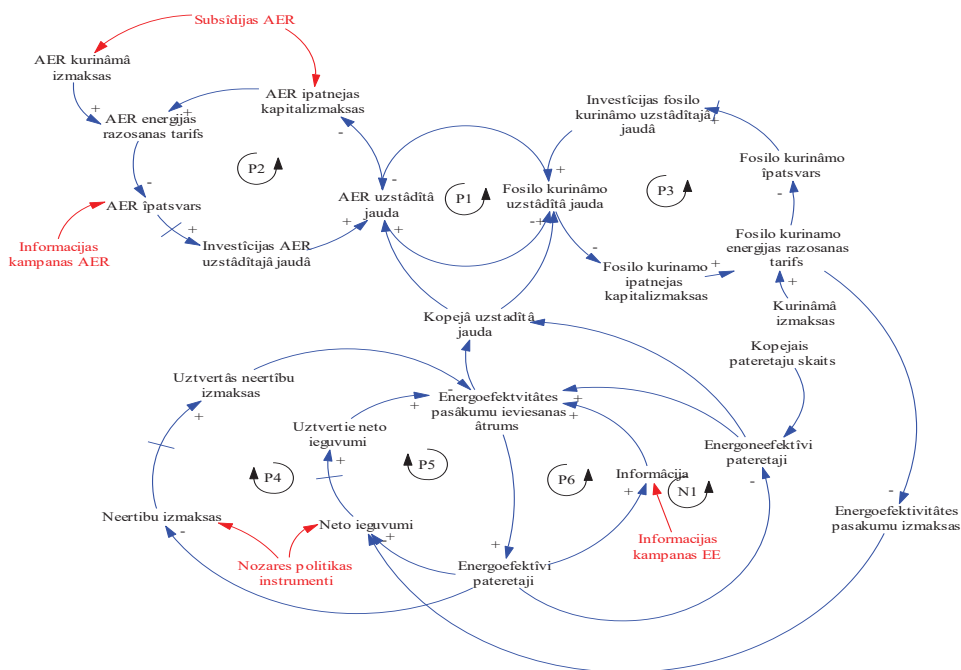 Subsîdijas AER
AER kurinâmâ
izmaksas
AER ipatnejas
kapitalizmaksas
AER energijas
razosanas tarifs
P2
AER îpatsvars
Informacijas
kampanas AER
Investîcijas AER
uzstâdîtajâ jaudâ
AER uzstâdîtâ
jauda
P1
Investîcijas fosilo
kurinâmo uzstâdîtajâ
jaudâ
Fosilo kurinâmo
îpatsvars
P3
Fosilo kurinâmo
uzstâdîtâ jauda
Fosilo kurinamo
energijas razosanas
tarifs
Fosilo kurinamo
ipatnejas
kapitalizmaksas
Kurinâmâ
izmaksas
Kopejâ uzstadîtâ
jauda
Kopejais
pateretaju skaits
Uztvertâs neertîbu
izmaksas
Energoefektvitâtes
pasâkumu ieviesanas
âtrums
Uztvertie neto
ieguvumi
Energoneefektîvi
pateretaji
P4
P5
P6
Informâcija
N1
Neertibu izmaksas
Neto ieguvumi
Energoefektivitâtes
pasakumu izmaksas
Informacijas
kampanas EE
Nozares politikas
instrumenti
Energoefektîvi
pateretaji